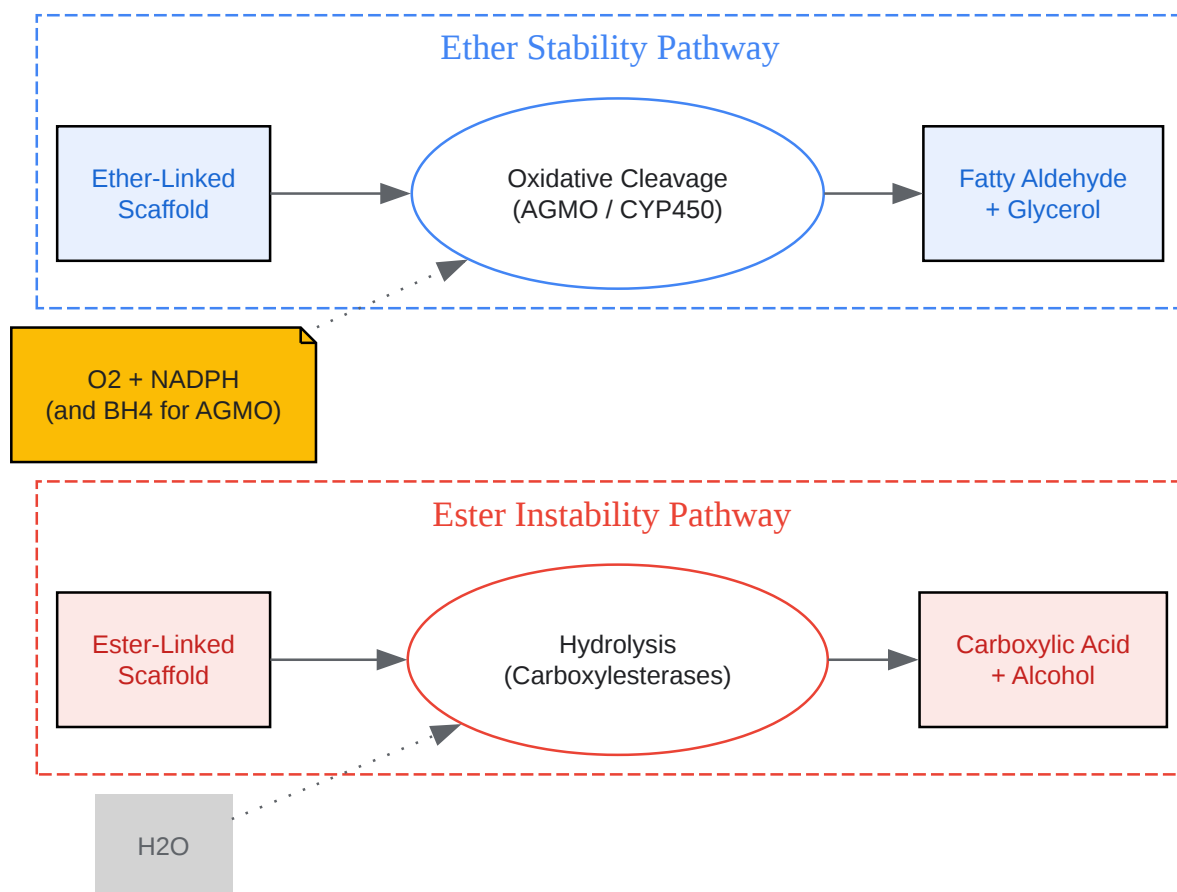 Ether Stability Pathway
Ether-Linked
Scaffold
Oxidative Cleavage
(AGMO / CYP450)
Fatty Aldehyde
+ Glycerol
O2 + NADPH
(and BH4 for AGMO)
Ester Instability Pathway
Ester-Linked
Scaffold
Hydrolysis
(Carboxylesterases)
Carboxylic Acid
+ Alcohol
H2O